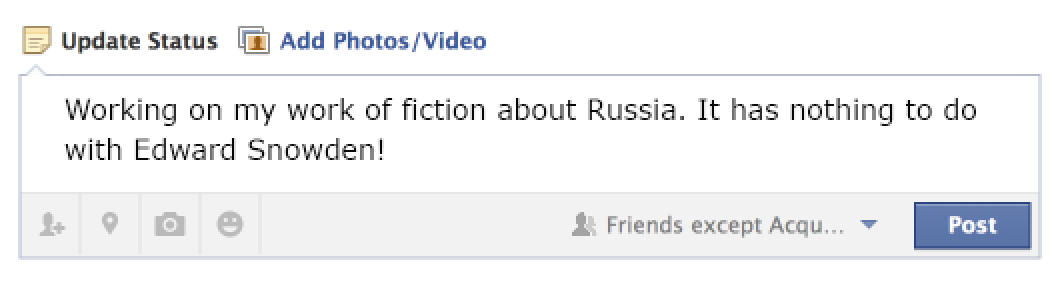 Update Status Add Photos/Video
Working on my work of fiction about Russia. It has nothing to do
with Edward Snowden!
Friends except Acqu... Post